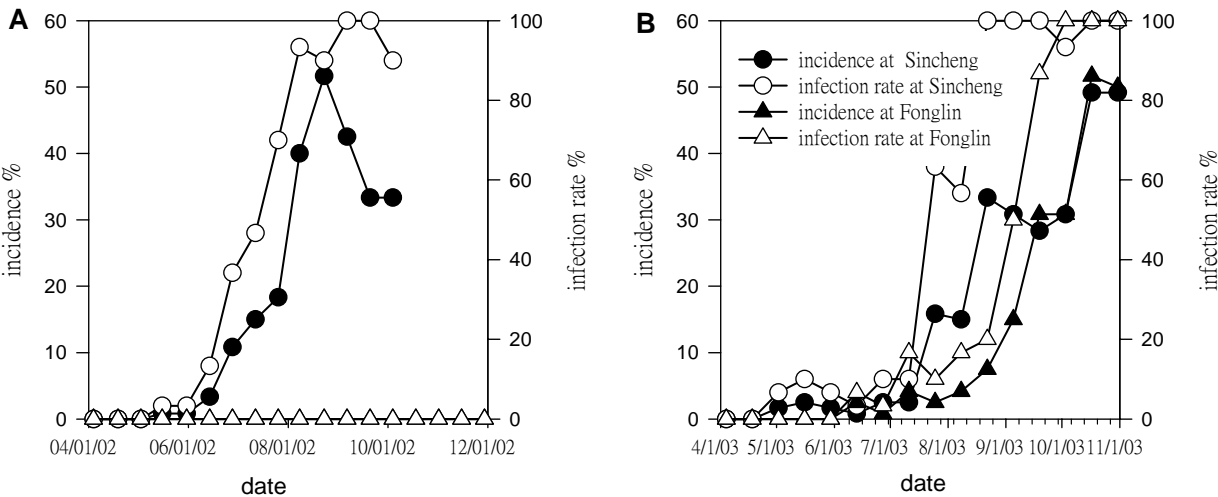 A
60
50
40
30
20
10
0
incidence %
100
80
60
40
20
0
infection rate %
04/01/02 06/01/02 08/01/02 10/01/02 12/01/02
date
B
60
50
40
30
20
10
0
incidence %
incidence at Sincheng
infection rate at Sincheng
incidence at Fonglin
infection rate at Fonglin
100
80
60
40
20
0
infection rate %
4/1/03 5/1/03 6/1/03 7/1/03 8/1/03 9/1/03 10/1/03 11/1/03
date